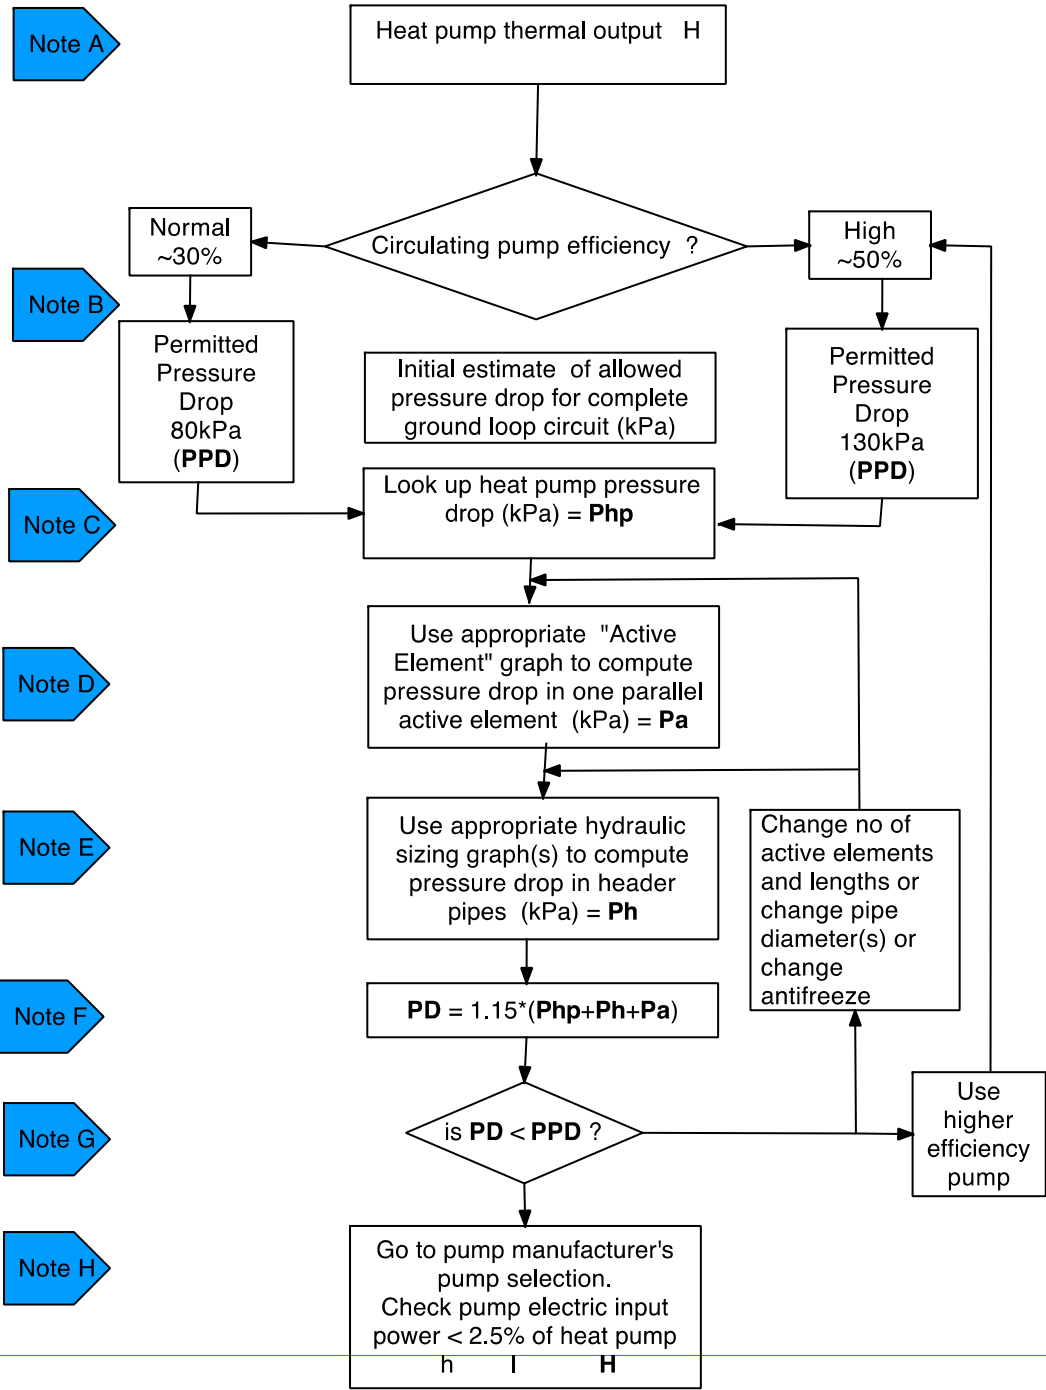 Note A
Heat pump thermal output H
Circulating pump efficiency ?
Normal
~30%
High
~50%
Note B
Permitted
Pressure
Drop
80kPa
(PPD)
Initial estimate of allowed
pressure drop for complete
ground loop circuit (kPa)
Permitted
Pressure
Drop
130kPa
(PPD)
Note C
Look up heat pump pressure
drop (kPa) = Php
Note D
Use appropriate "Active
Element" graph to compute
pressure drop in one parallel
active element (kPa) = Pa
Note E
Use appropriate hydraulic
sizing graph(s) to compute
pressure drop in header
pipes (kPa) = Ph
Change no of
active elements
and lengths or
change pipe
diameter(s) or
change
antifreeze
Note F
PD = 1.15*(Php+Ph+Pa)
Note G
is PD < PPD ?
Use
higher
efficiency
pump
Note H
Go to pump manufacturer's
pump selection.
Check pump electric input
power < 2.5% of heat pump
h l H